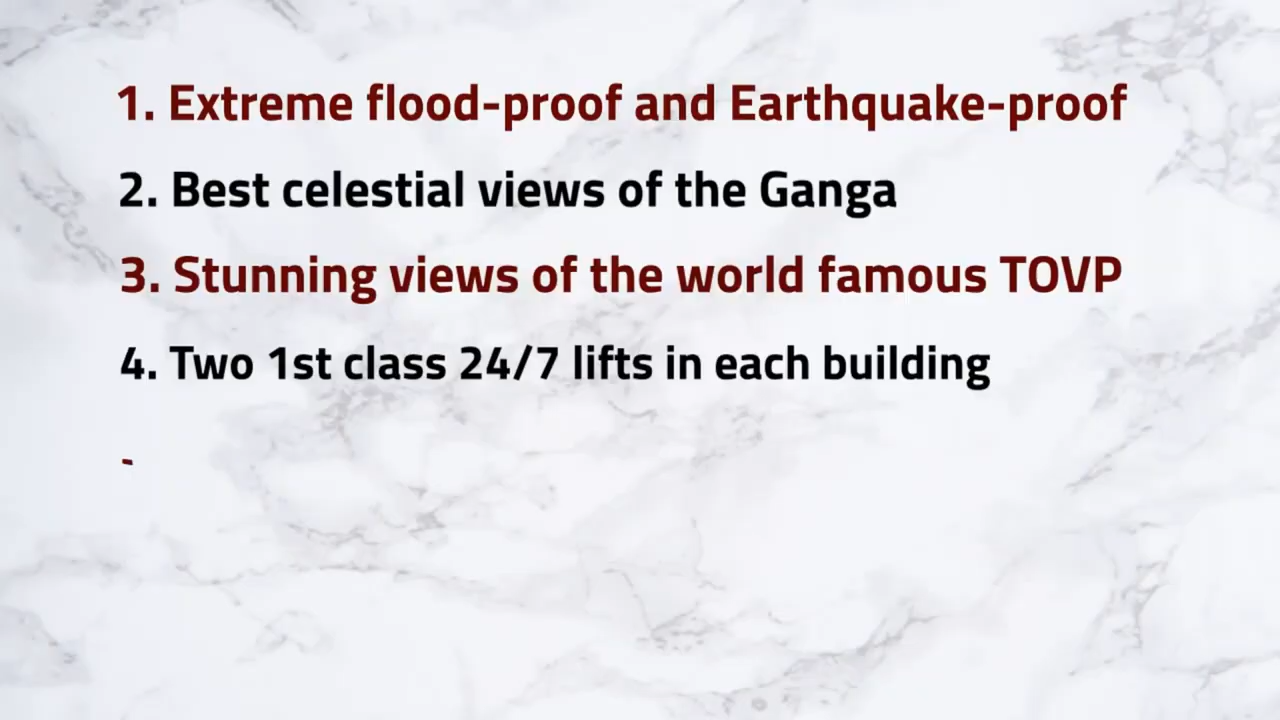 1. Extreme flood-proof and Earthquake-proof
2. Best celestial views of the Ganga
3. Stunning views of the world famous TOVP
4. Two 1st class 24/7 lifts in each building